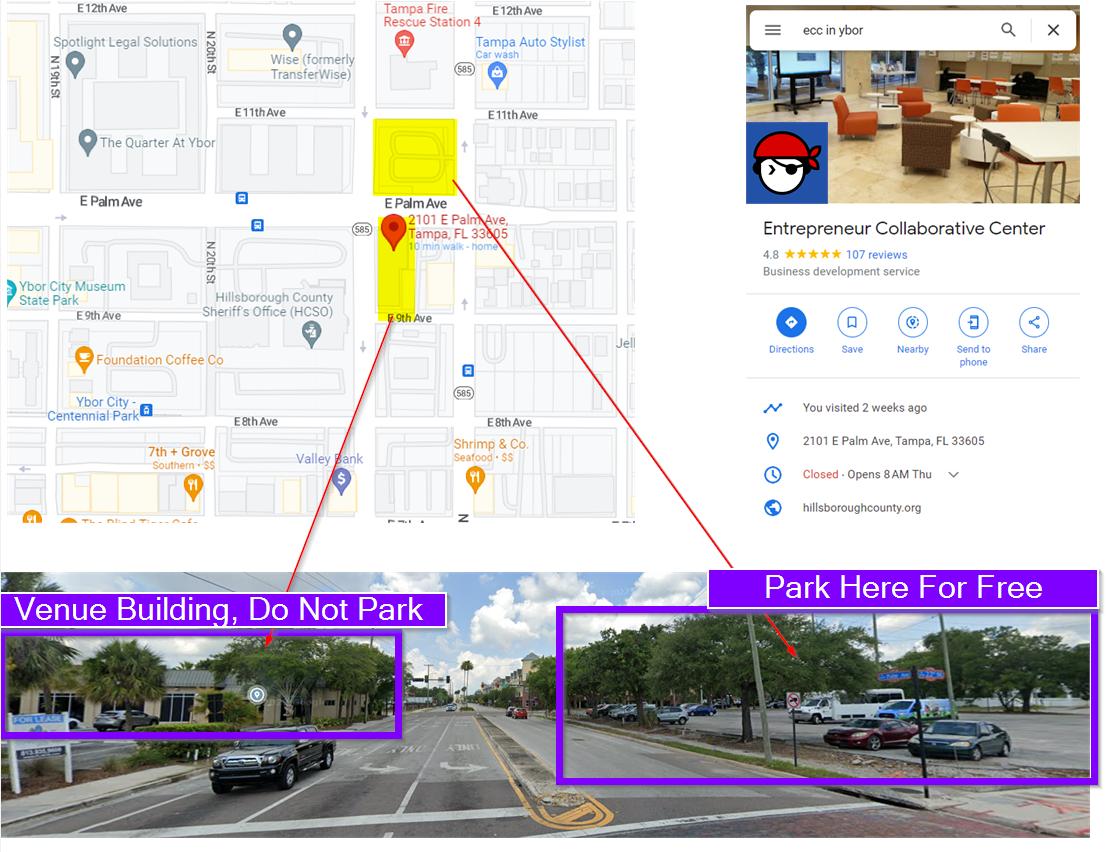 E 12th Ave
E 12th Ave
Tampa Fire
Rescue Station 4
Spotlight Legal Solutions
N 20th St
Wise (formerly
TransferWise)
Tampa Auto Stylist
Car wash
585
N 19th St
E 11th Ave
E 11th Ave
The Quarter At Ybor
E Palm Ave
E Palm Ave
585
2101 E Palm Ave,
Tampa, FL 33605
10 min walk - home
N 20th St
Ybor City Museum
State Park
Hillsborough County
Sheriff's Office (HCSO)
E 9th Ave
E 9th Ave
Foundation Coffee Co
Jell
585
Ybor City -
Centennial Park
E 8th Ave
E 8th Ave
7th + Grove
Southern · $$
Valley Bank
Shrimp & Co.
Seafood · $$
The Blind Tiger Cafe
E 7th Ave
N
ecc in ybor
Entrepreneur Collaborative Center
4.8 107 reviews
Business development service
Directions
Save
Nearby
Send to
phone
Share
You visited 2 weeks ago
2101 E Palm Ave, Tampa, FL 33605
Closed · Opens 8 AM Thu
hillsboroughcounty.org
Venue Building, Do Not Park
Park Here For Free
FOR LEASE
ONLY
ONLY